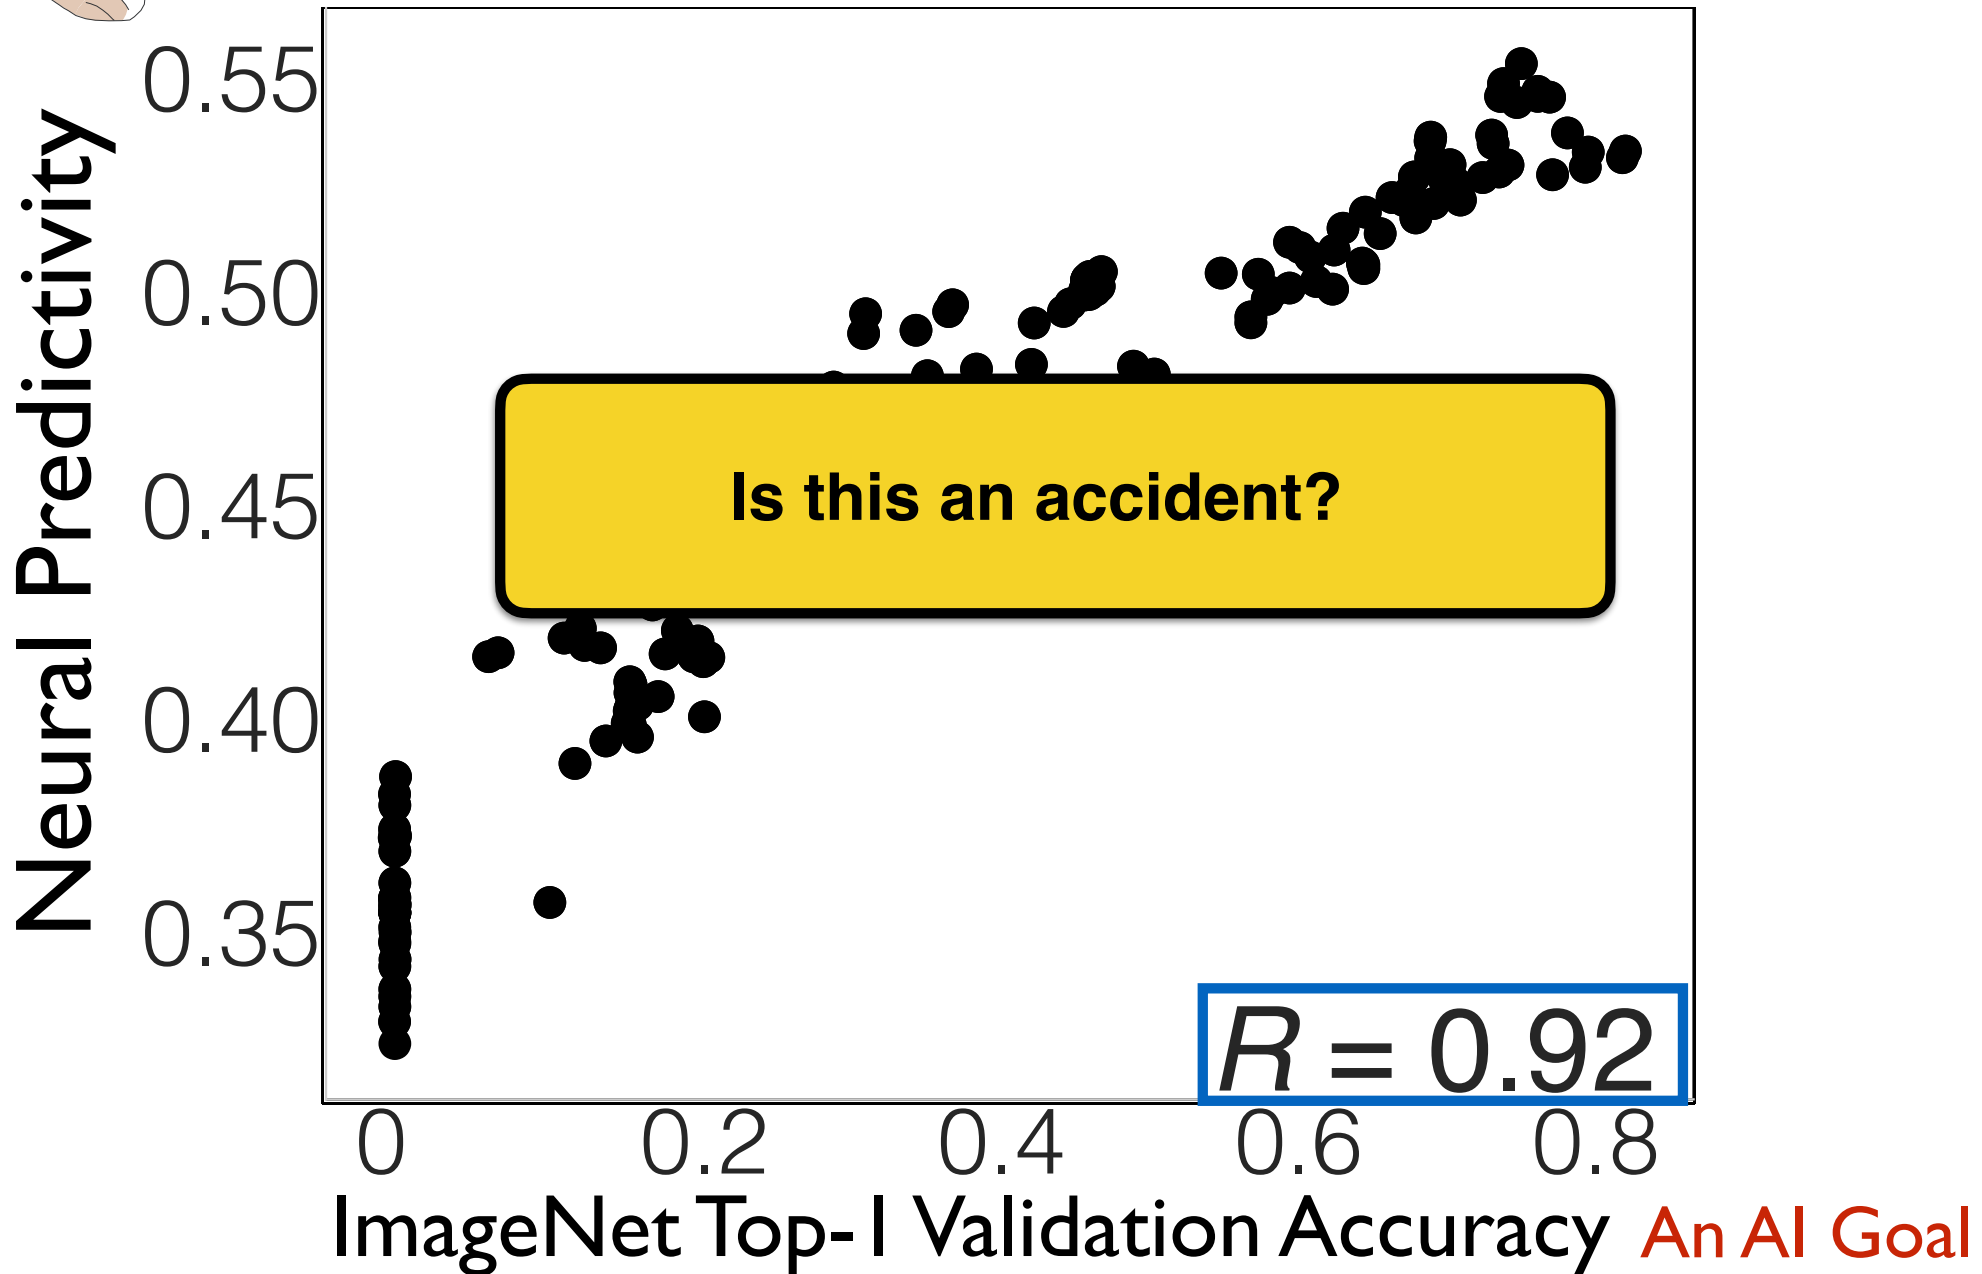 Neural Predictivity
0.55
0.50
0.45
0.40
0.35
Is this an accident?
R = 0.92
0 0.2 0.4 0.6 0.8
ImageNet Top-1 Validation Accuracy An AI Goal